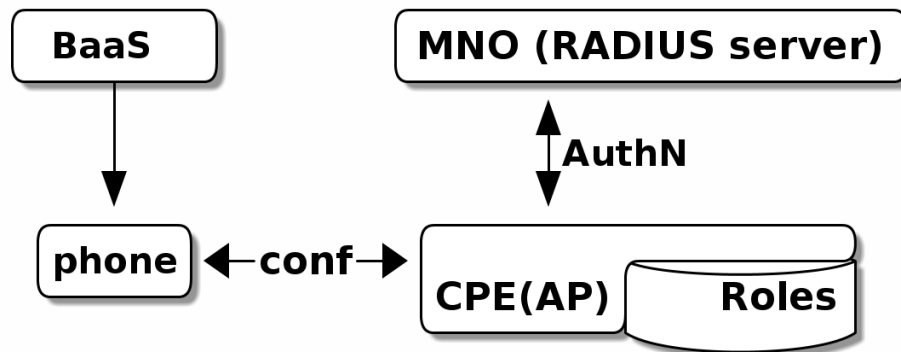 BaaS
MNO (RADIUS server)
AuthN
phone
conf
CPE(AP)
Roles